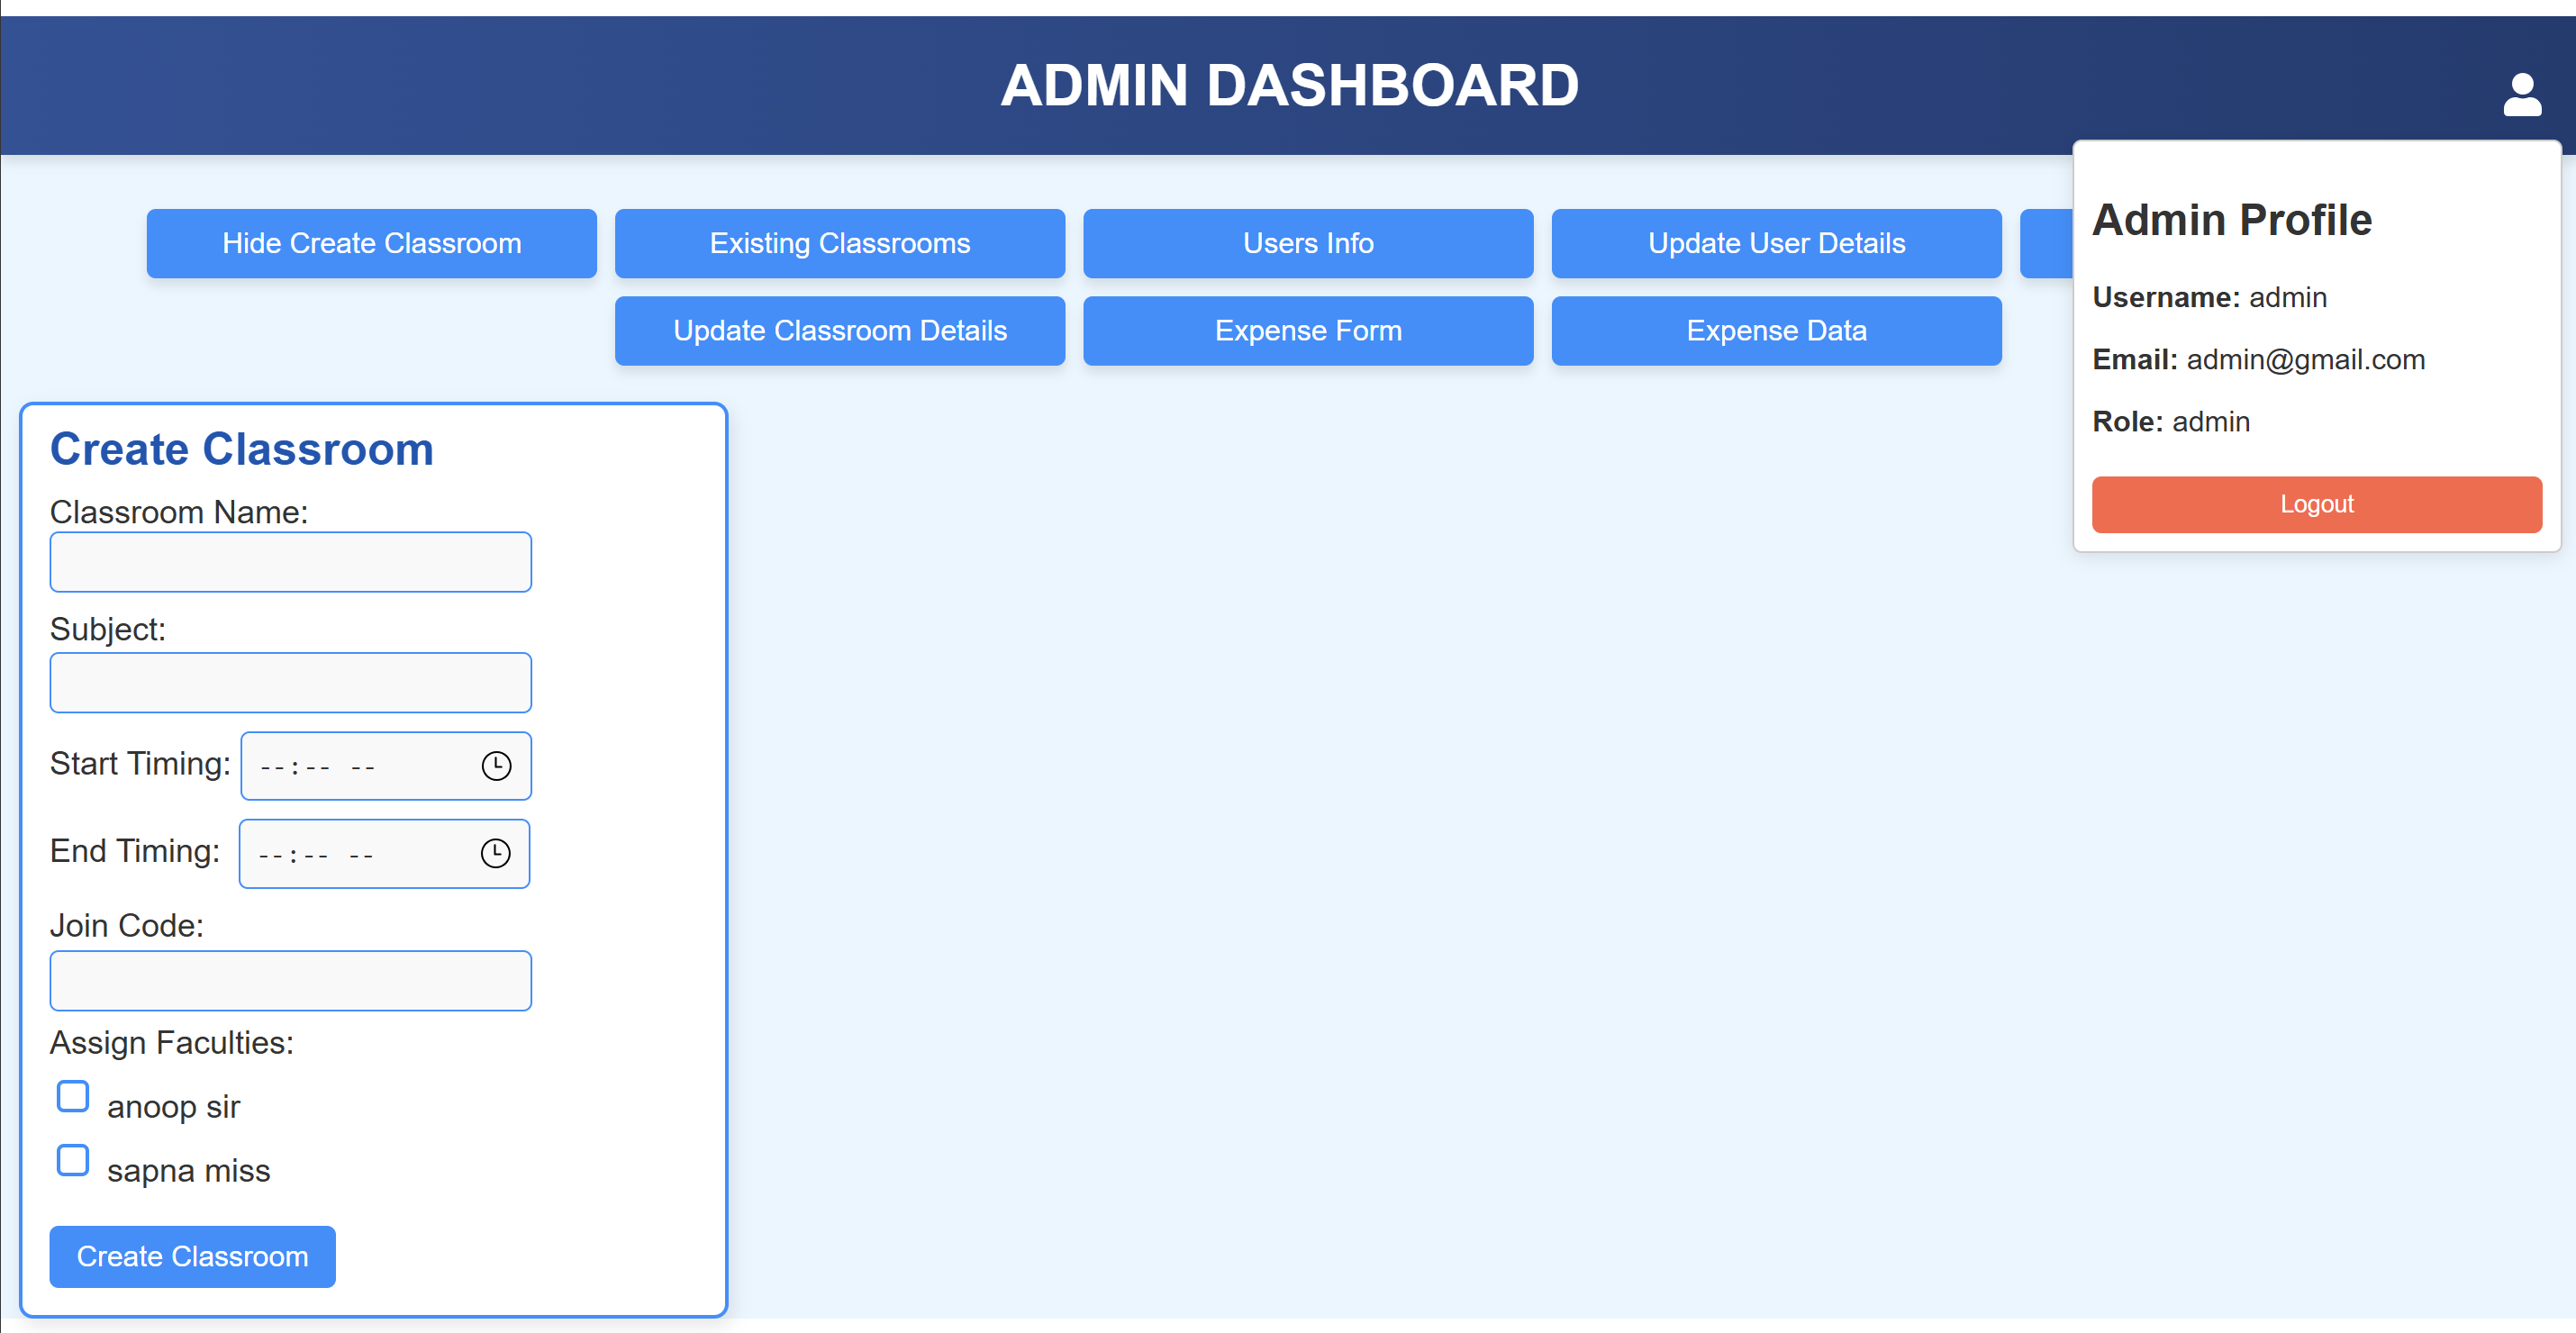 ADMIN DASHBOARD
Hide Create Classroom
Existing Classrooms
Users Info
Update User Details
Update Classroom Details
Expense Form
Expense Data
Admin Profile
Username: admin
Email: admin@gmail.com
Role: admin
Logout
Create Classroom
Classroom Name:
Subject:
Start Timing: --:-- --
End Timing: --:-- --
Join Code:
Assign Faculties:
anoop sir
sapna miss
Create Classroom